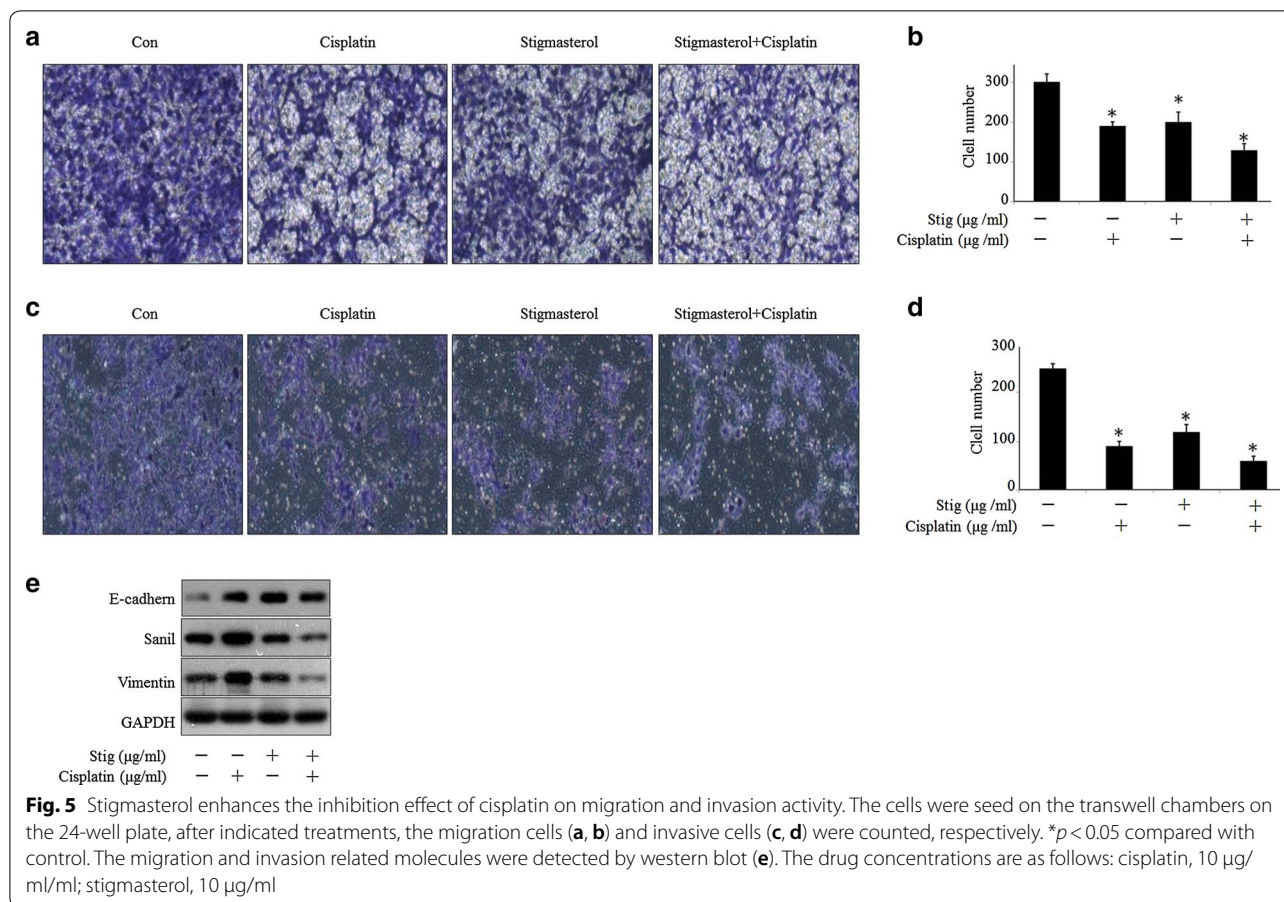 a
Con Cisplatin Stigmasterol Stigmasterol+Cisplatin
b
300
200
100
0
Clell number
Stig (μg /ml) − − + +
Cisplatin (μg /ml) − + − +
* * *
c
Con Cisplatin Stigmasterol Stigmasterol+Cisplatin
d
300
200
100
0
Clell number
* * *
Stig (μg /ml) − − + +
Cisplatin (μg /ml) − + − +
e
E-cadhern
Sanil
Vimentin
GAPDH
Stig (μg/ml) − − + +
Cisplatin (μg/ml) − + − +
Fig. 5 Stigmasterol enhances the inhibition effect of cisplatin on migration and invasion activity. The cells were seed on the transwell chambers on
the 24-well plate, after indicated treatments, the migration cells (a, b) and invasive cells (c, d) were counted, respectively. *p < 0.05 compared with
control. The migration and invasion related molecules were detected by western blot (e). The drug concentrations are as follows: cisplatin, 10 μg/
ml/ml; stigmasterol, 10 μg/ml